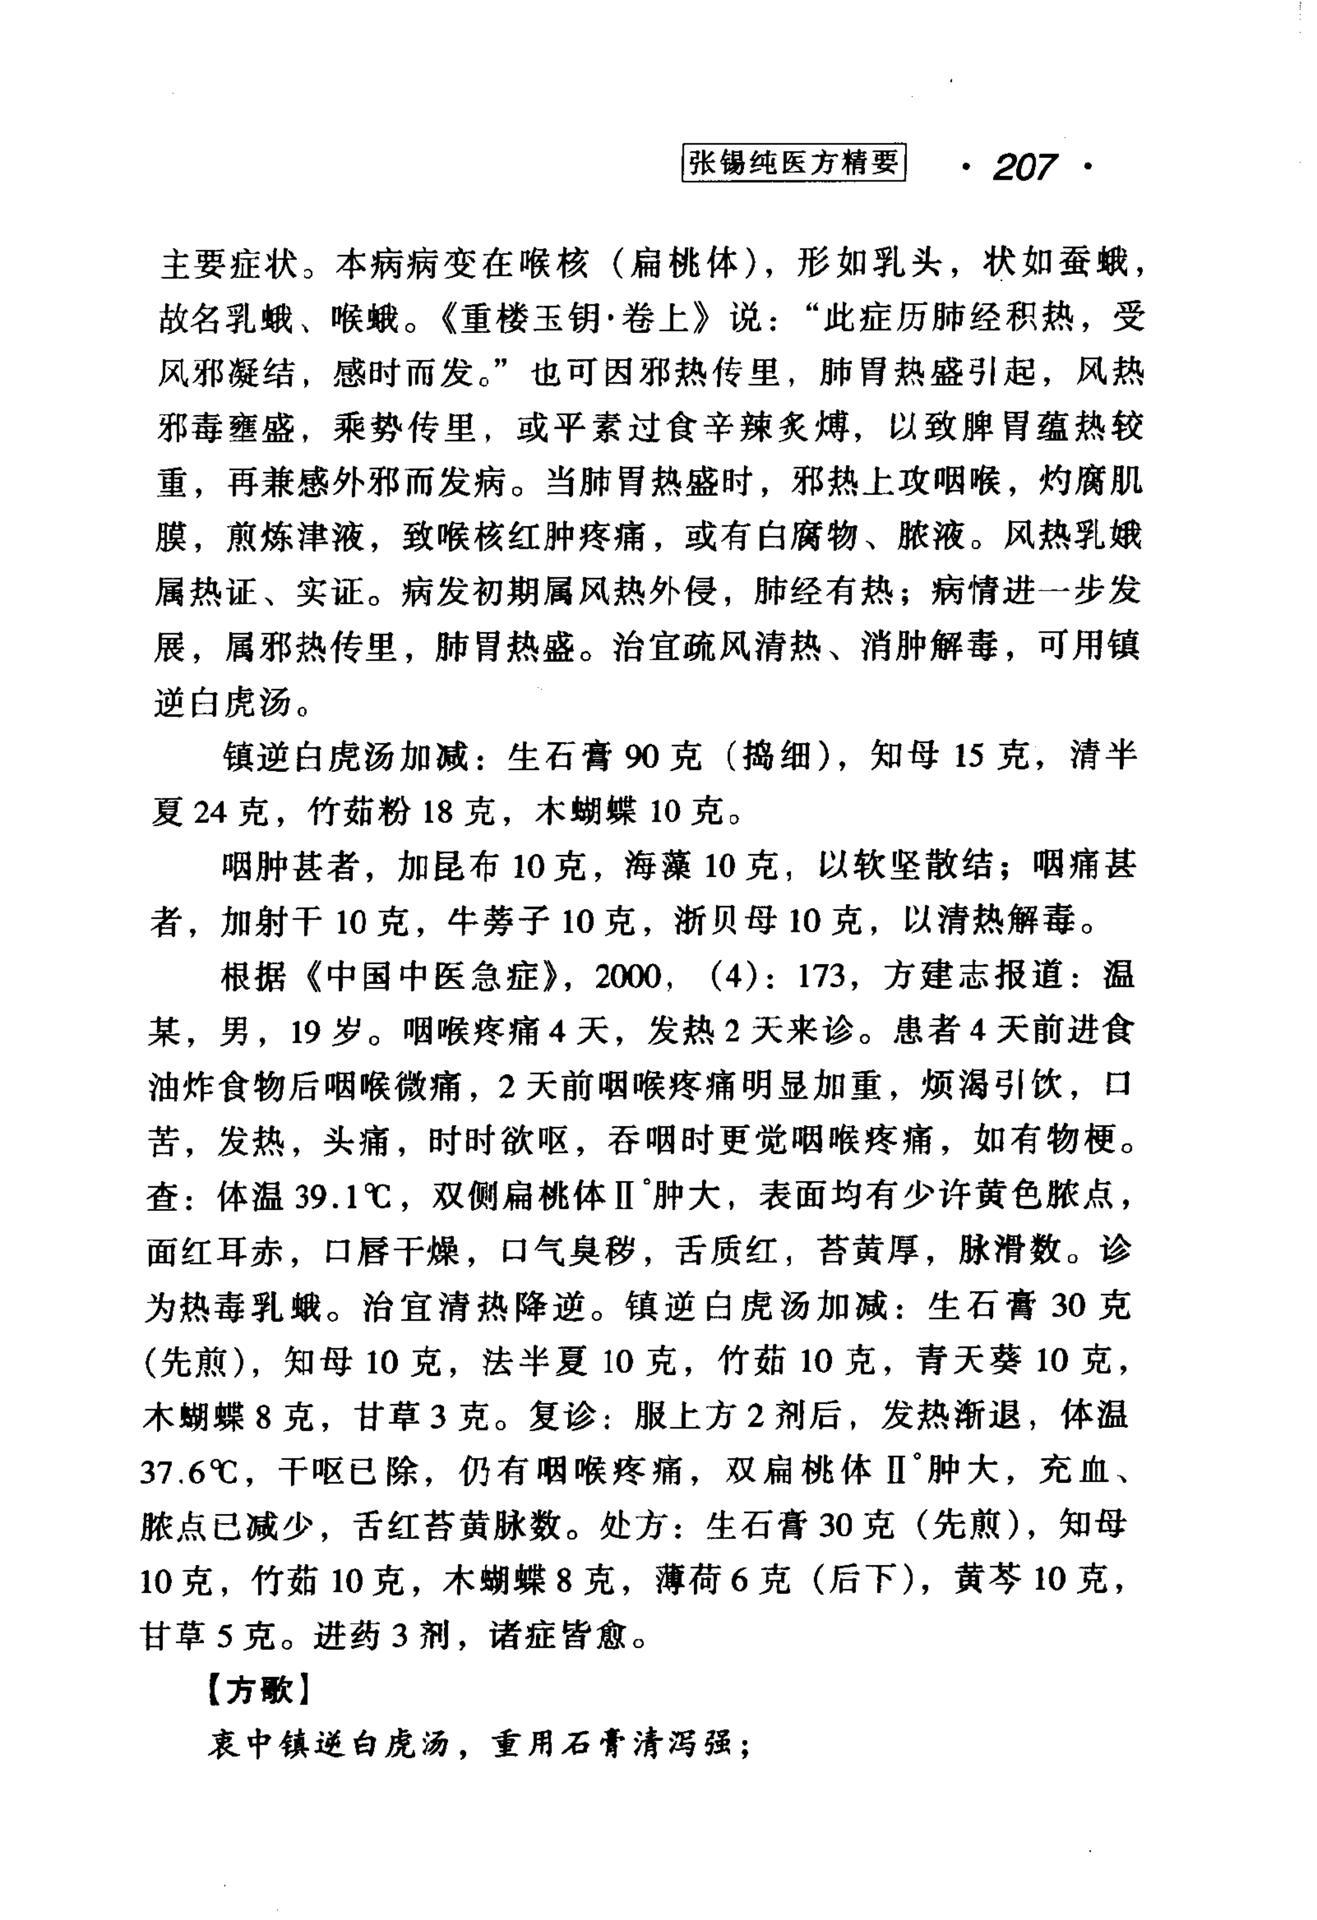 张锡纯医方精要 · 207 ·
主要症状。本病病变在喉核（扁桃体），形如乳头，状如蚕蛾，
故名乳蛾、喉蛾。《重楼玉钥·卷上》说：“此症历肺经积热，受
风邪凝结，感时而发。”也可因邪热传里，肺胃热盛引起，风热
邪毒壅盛，乘势传里，或平素过食辛辣炙煿，以致脾胃蕴热较
重，再兼感外邪而发病。当肺胃热盛时，邪热上攻咽喉，灼腐肌
膜，煎炼津液，致喉核红肿疼痛，或有白腐物、脓液。风热乳娥
属热证、实证。病发初期属风热外侵，肺经有热；病情进一步发
展，属邪热传里，肺胃热盛。治宜疏风清热、消肿解毒，可用镇
逆白虎汤。
镇逆白虎汤加减：生石膏 90 克（捣细），知母 15 克，清半
夏 24 克，竹茹粉 18 克，木蝴蝶 10 克。
咽肿甚者，加昆布 10 克，海藻 10 克，以软坚散结；咽痛甚
者，加射干 10 克，牛蒡子 10 克，浙贝母 10 克，以清热解毒。
根据《中国中医急症》，2000，（4）：173，方建志报道：温
某，男，19 岁。咽喉疼痛 4 天，发热 2 天来诊。患者 4 天前进食
油炸食物后咽喉微痛，2 天前咽喉疼痛明显加重，烦渴引饮，口
苦，发热，头痛，时时欲呕，吞咽时更觉咽喉疼痛，如有物梗。
查：体温 39.1℃，双侧扁桃体Ⅱ°肿大，表面均有少许黄色脓点，
面红耳赤，口唇干燥，口气臭秽，舌质红，苔黄厚，脉滑数。诊
为热毒乳蛾。治宜清热降逆。镇逆白虎汤加减：生石膏 30 克
（先煎），知母 10 克，法半夏 10 克，竹茹 10 克，青天葵 10 克，
木蝴蝶 8 克，甘草 3 克。复诊：服上方 2 剂后，发热渐退，体温
37.6℃，干呕已除，仍有咽喉疼痛，双扁桃体Ⅱ°肿大，充血、
脓点已减少，舌红苔黄脉数。处方：生石膏 30 克（先煎），知母
10 克，竹茹 10 克，木蝴蝶 8 克，薄荷 6 克（后下），黄芩 10 克，
甘草 5 克。进药 3 剂，诸症皆愈。
【方歌】
衷中镇逆白虎汤，重用石膏清泻强；